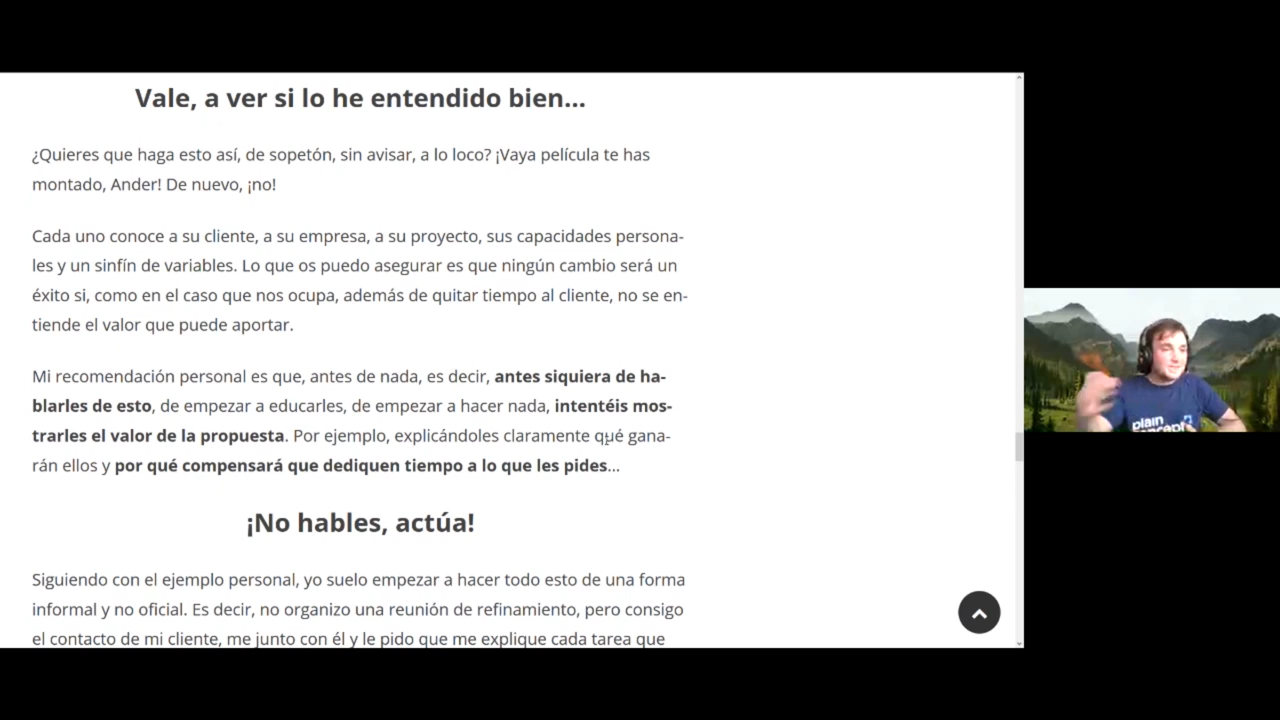 Vale, a ver si lo he entendido bien...
¿Quieres que haga esto así, de sopetón, sin avisar, a lo loco? ¡Vaya película te has
montado, Ander! De nuevo, ¡no!
Cada uno conoce a su cliente, a su empresa, a su proyecto, sus capacidades persona-
les y un sinfín de variables. Lo que os puedo asegurar es que ningún cambio será un
éxito si, como en el caso que nos ocupa, además de quitar tiempo al cliente, no se en-
tiende el valor que puede aportar.
Mi recomendación personal es que, antes de nada, es decir, antes siquiera de ha-
blarles de esto, de empezar a educarles, de empezar a hacer nada, intentéis mos-
trarles el valor de la propuesta. Por ejemplo, explicándoles claramente qué gana-
rán ellos y por qué compensará que dediquen tiempo a lo que les pides...
¡No hables, actúa!
Siguiendo con el ejemplo personal, yo suelo empezar a hacer todo esto de una forma
informal y no oficial. Es decir, no organizo una reunión de refinamiento, pero consigo
el contacto de mi cliente, me junto con él y le pido que me explique cada tarea que
plain
concept